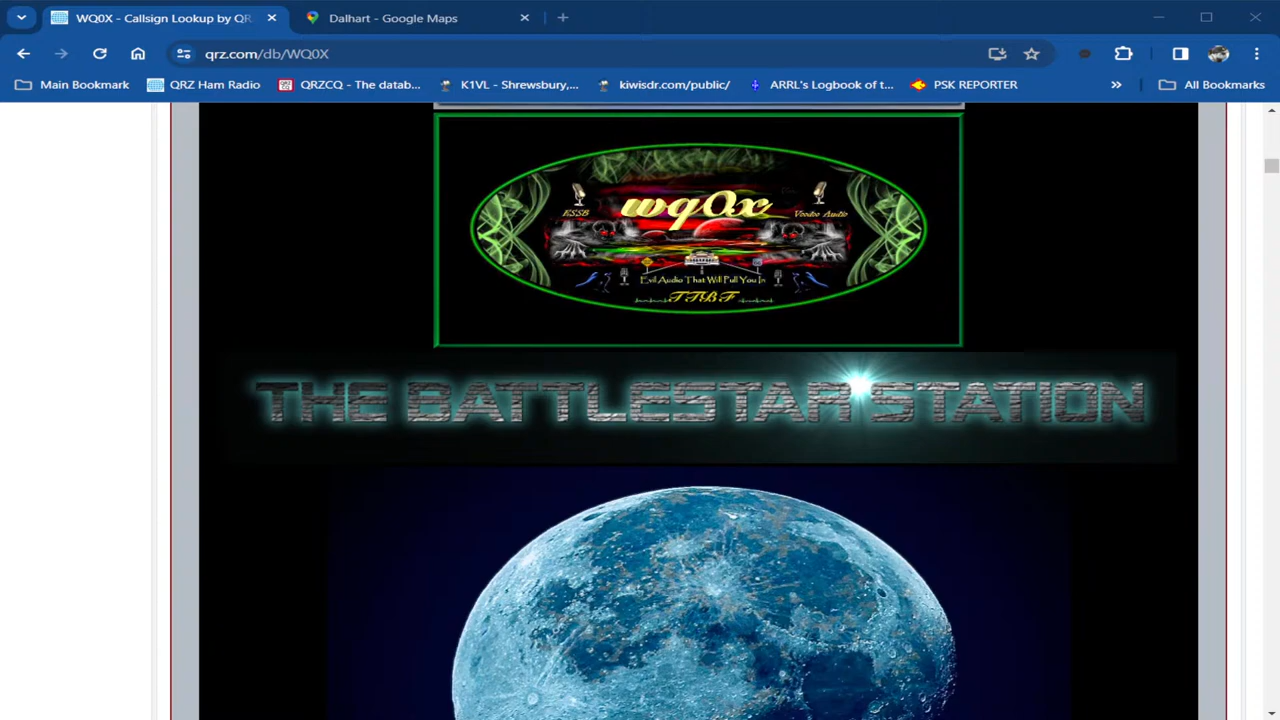 WQ0X - Callsign Lookup by QR
Dalhart - Google Maps
qrz.com/db/WQ0X
Main Bookmark
QRZ Ham Radio
QRZCQ - The datab...
K1VL - Shrewsbury,...
kiwisdr.com/public/
ARRL's Logbook of t...
PSK REPORTER
»
All Bookmarks
wq0x
ESSB
Voodoo Audio
Evil Audio That Will Pull You In
TTBF
THE BATTLESTAR STATION